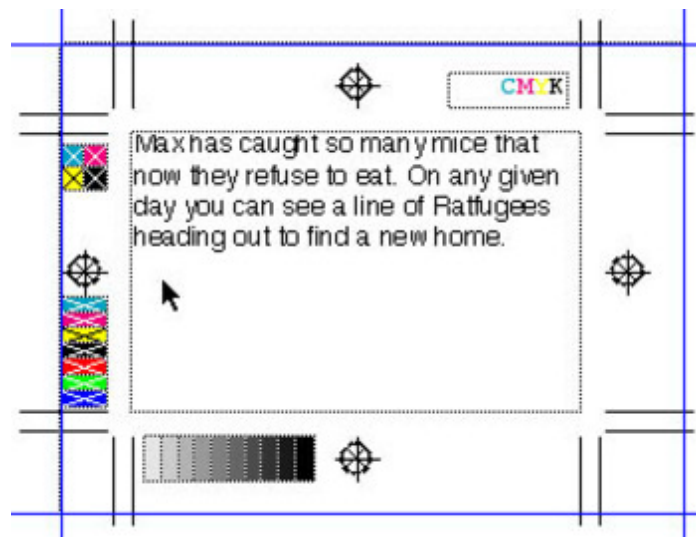 CMYK
Max has caught so many mice that
now they refuse to eat. On any given
day you can see a line of Ratfugees
heading out to find a new home.